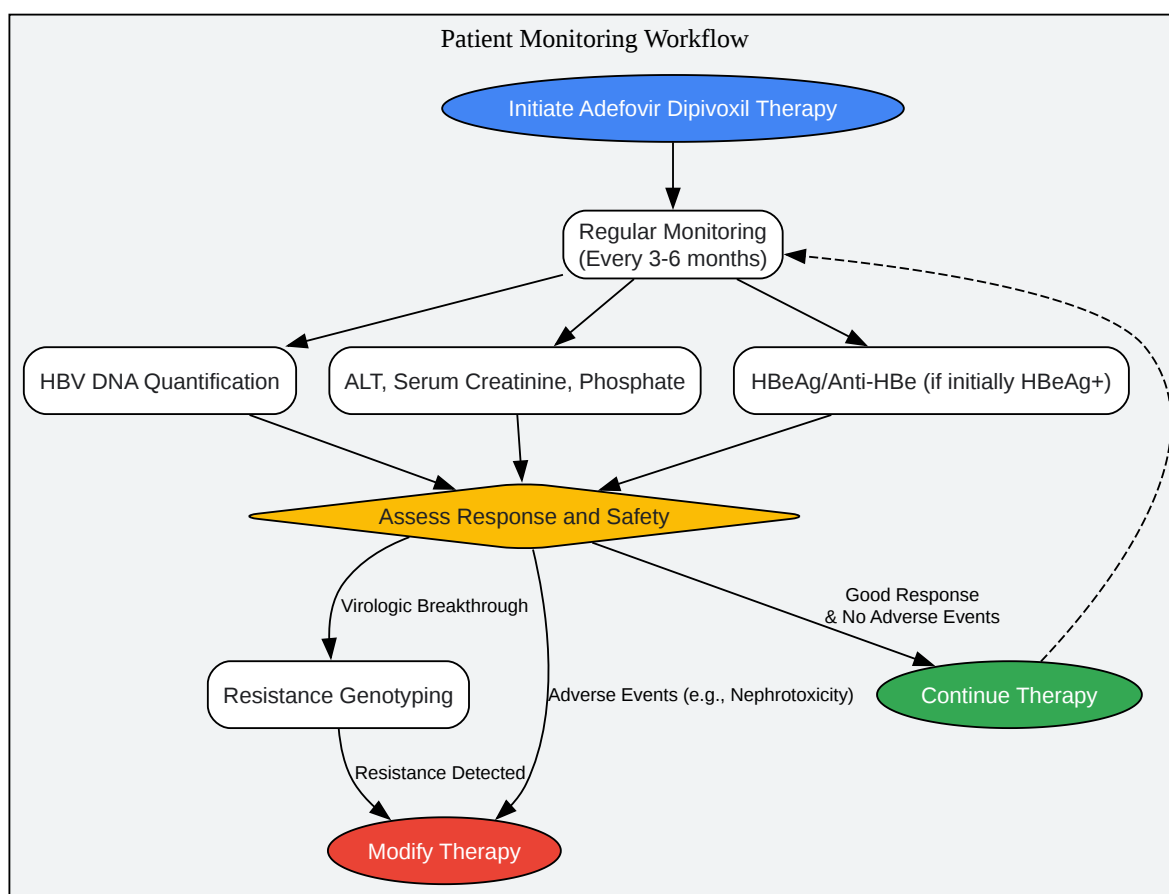 Patient Monitoring Workflow
Initiate Adefovir Dipivoxil Therapy
Regular Monitoring
(Every 3-6 months)
HBV DNA Quantification
ALT, Serum Creatinine, Phosphate
HBeAg/Anti-HBe (if initially HBeAg+)
Assess Response and Safety
Virologic Breakthrough
Good Response
& No Adverse Events
Resistance Genotyping
Adverse Events (e.g., Nephrotoxicity)
Continue Therapy
Resistance Detected
Modify Therapy